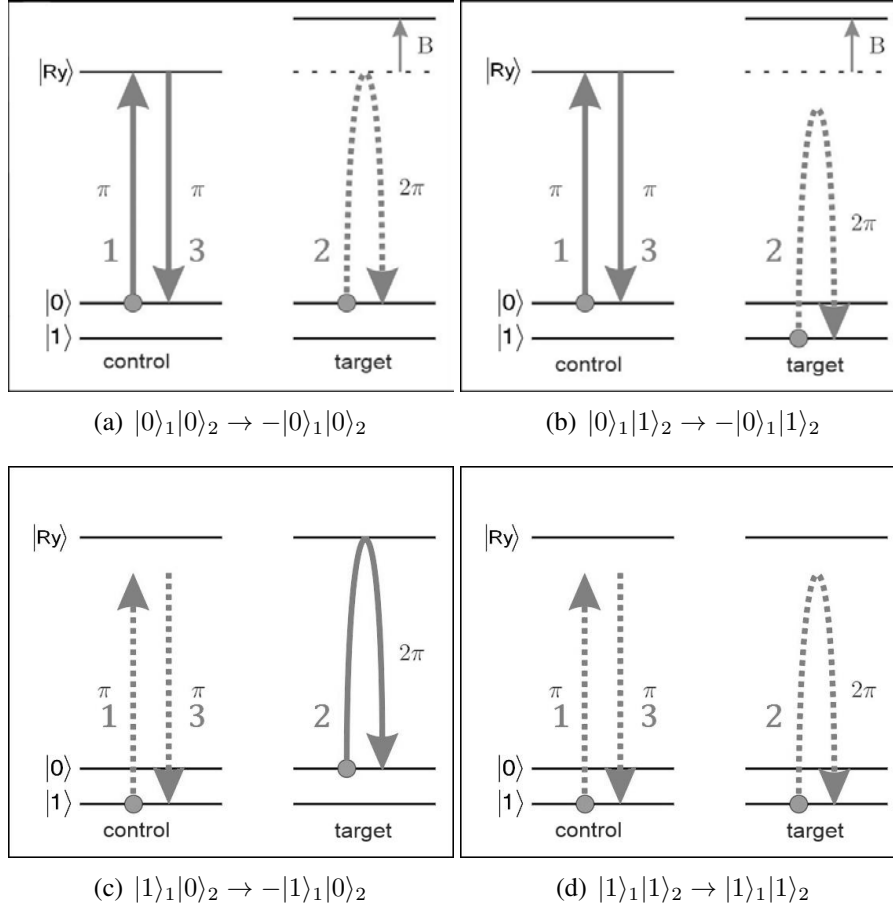 B
B
|Ry⟩
|Ry⟩
π
π
2π
π
π
2π
1
3
2
1
3
2
|0⟩
|0⟩
|1⟩
|1⟩
control
target
control
target
(a) |0⟩₁|0⟩₂ → −|0⟩₁|0⟩₂
(b) |0⟩₁|1⟩₂ → −|0⟩₁|1⟩₂
|Ry⟩
|Ry⟩
π
π
2π
π
π
2π
1
3
2
1
3
2
|0⟩
|0⟩
|1⟩
|1⟩
control
target
control
target
(c) |1⟩₁|0⟩₂ → −|1⟩₁|0⟩₂
(d) |1⟩₁|1⟩₂ → |1⟩₁|1⟩₂